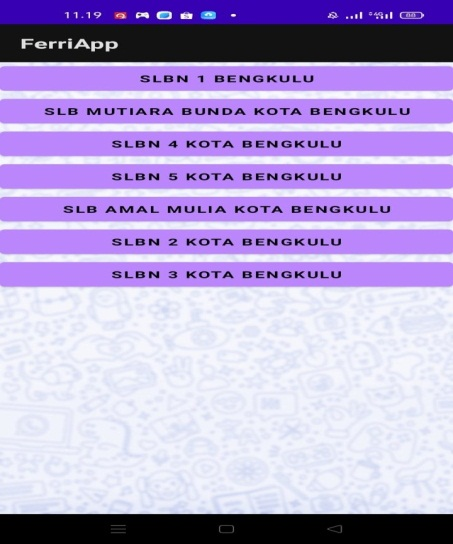 11.19
88
FerriApp
SLBN 1 BENGKULU
SLB MUTIARA BUNDA KOTA BENGKULU
SLBN 4 KOTA BENGKULU
SLBN 5 KOTA BENGKULU
SLB AMAL MULIA KOTA BENGKULU
SLBN 2 KOTA BENGKULU
SLBN 3 KOTA BENGKULU